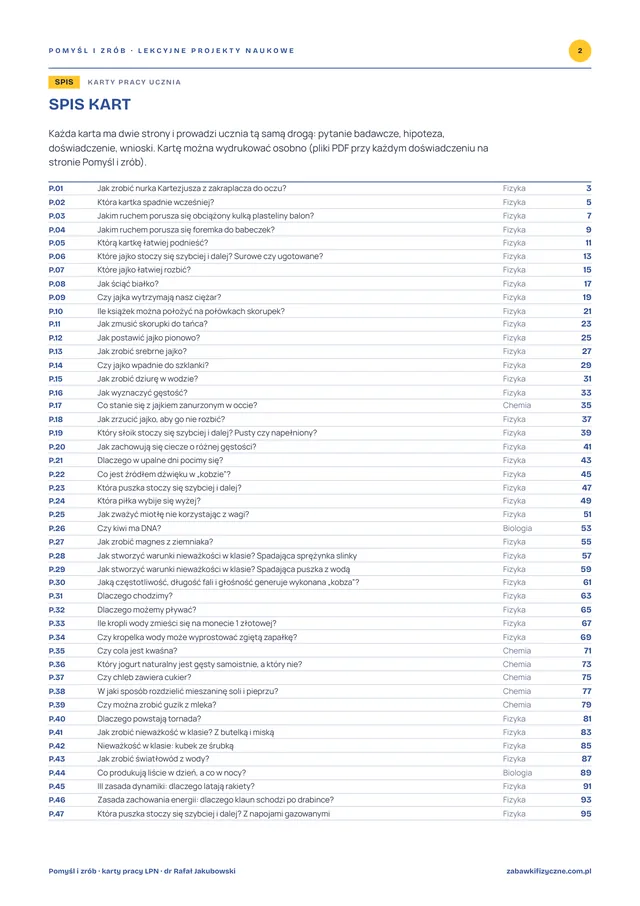 POMYŚL I ZRÓB · LEKCYJNE PROJEKTY NAUKOWE 2
SPIS KARTY PRACY UCZNIA
SPIS KART
Każda karta ma dwie strony i prowadzi ucznia tą samą drogą: pytanie badawcze, hipoteza,
doświadczenie, wnioski. Kartę można wydrukować osobno (pliki PDF przy każdym doświadczeniu na
stronie Pomyśl i zrób).
P.01 Jak zrobić nurka Kartezjusza z zakraplacza do oczu? Fizyka 3
P.02 Która kartka spadnie wcześniej? Fizyka 5
P.03 Jakim ruchem porusza się obciążony kulką plasteliny balon? Fizyka 7
P.04 Jakim ruchem porusza się foremka do babeczek? Fizyka 9
P.05 Którą kartkę łatwiej podnieść? Fizyka 11
P.06 Które jajko stoczy się szybciej i dalej? Surowe czy ugotowane? Fizyka 13
P.07 Które jajko łatwiej rozbić? Fizyka 15
P.08 Jak ściąć białko? Fizyka 17
P.09 Czy jajka wytrzymają nasz ciężar? Fizyka 19
P.10 Ile książek można położyć na połówkach skorupek? Fizyka 21
P.11 Jak zmusić skorupki do tańca? Fizyka 23
P.12 Jak postawić jajko pionowo? Fizyka 25
P.13 Jak zrobić srebrne jajko? Fizyka 27
P.14 Czy jajko wpadnie do szklanki? Fizyka 29
P.15 Jak zrobić dziurę w wodzie? Fizyka 31
P.16 Jak wyznaczyć gęstość? Fizyka 33
P.17 Co stanie się z jajkiem zanurzonym w occie? Chemia 35
P.18 Jak zrzucić jajko, aby go nie rozbić? Fizyka 37
P.19 Który słoik stoczy się szybciej i dalej? Pusty czy napełniony? Fizyka 39
P.20 Jak zachowują się ciecze o różnej gęstości? Fizyka 41
P.21 Dlaczego w upalne dni pocimy się? Fizyka 43
P.22 Co jest źródłem dźwięku w „kobzie”? Fizyka 45
P.23 Która puszka stoczy się szybciej i dalej? Fizyka 47
P.24 Która piłka wybije się wyżej? Fizyka 49
P.25 Jak zważyć miotłę nie korzystając z wagi? Fizyka 51
P.26 Czy kiwi ma DNA? Biologia 53
P.27 Jak zrobić magnes z ziemniaka? Fizyka 55
P.28 Jak stworzyć warunki nieważkości w klasie? Spadająca sprężynka slinky Fizyka 57
P.29 Jak stworzyć warunki nieważkości w klasie? Spadająca puszka z wodą Fizyka 59
P.30 Jaką częstotliwość, długość fali i głośność generuje wykonana „kobza”? Fizyka 61
P.31 Dlaczego chodzimy? Fizyka 63
P.32 Dlaczego możemy pływać? Fizyka 65
P.33 Ile kropli wody zmieści się na monecie 1 złotowej? Fizyka 67
P.34 Czy kropelka wody może wyprostować zgiętą zapałkę? Fizyka 69
P.35 Czy cola jest kwaśna? Chemia 71
P.36 Który jogurt naturalny jest gęsty samoistnie, a który nie? Chemia 73
P.37 Czy chleb zawiera cukier? Chemia 75
P.38 W jaki sposób rozdzielić mieszaninę soli i pieprzu? Chemia 77
P.39 Czy można zrobić guzik z mleka? Chemia 79
P.40 Dlaczego powstają tornada? Fizyka 81
P.41 Jak zrobić nieważkość w klasie? Z butelką i miską Fizyka 83
P.42 Nieważkość w klasie: kubek ze śrubką Fizyka 85
P.43 Jak zrobić światłowód z wody? Fizyka 87
P.44 Co produkują liście w dzień, a co w nocy? Biologia 89
P.45 III zasada dynamiki: dlaczego latają rakiety? Fizyka 91
P.46 Zasada zachowania energii: dlaczego klaun schodzi po drabince? Fizyka 93
P.47 Która puszka stoczy się szybciej i dalej? Z napojami gazowanymi Fizyka 95
Pomyśl i zrób · karty pracy LPN · dr Rafał Jakubowski zabawkifizyczne.com.pl